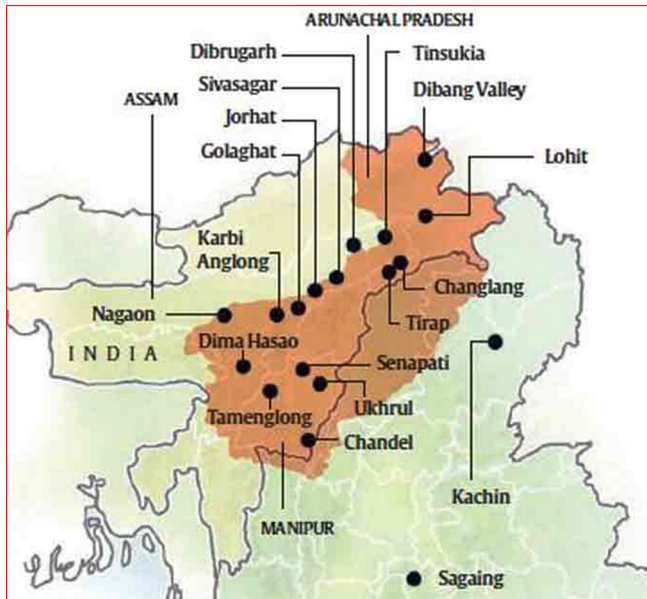 ARUNACHAL PRADESH
Dibrugarh
Tinsukia
Sivasagar
Dibang Valley
ASSAM
Jorhat
Golaghat
Lohit
Karbi
Anglong
Changlang
Nagaon
Tirap
Dima Hasao
INDIA
Senapati
Tamenglong
Ukhrul
Chandel
Kachin
MANIPUR
Sagaing